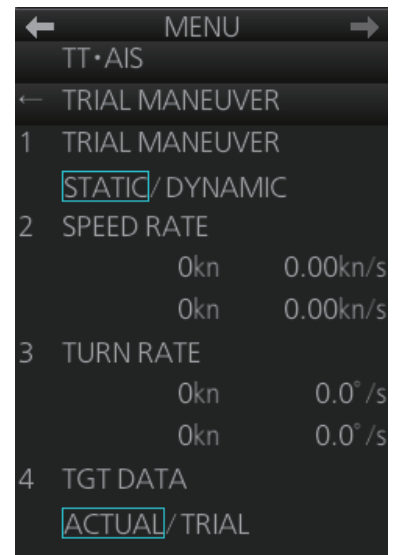 ← MENU →
TT•AIS
← TRIAL MANEUVER
1 TRIAL MANEUVER
STATIC/DYNAMIC
2 SPEED RATE
0kn 0.00kn/s
0kn 0.00kn/s
3 TURN RATE
0kn 0.0°/s
0kn 0.0°/s
4 TGT DATA
ACTUAL/TRIAL